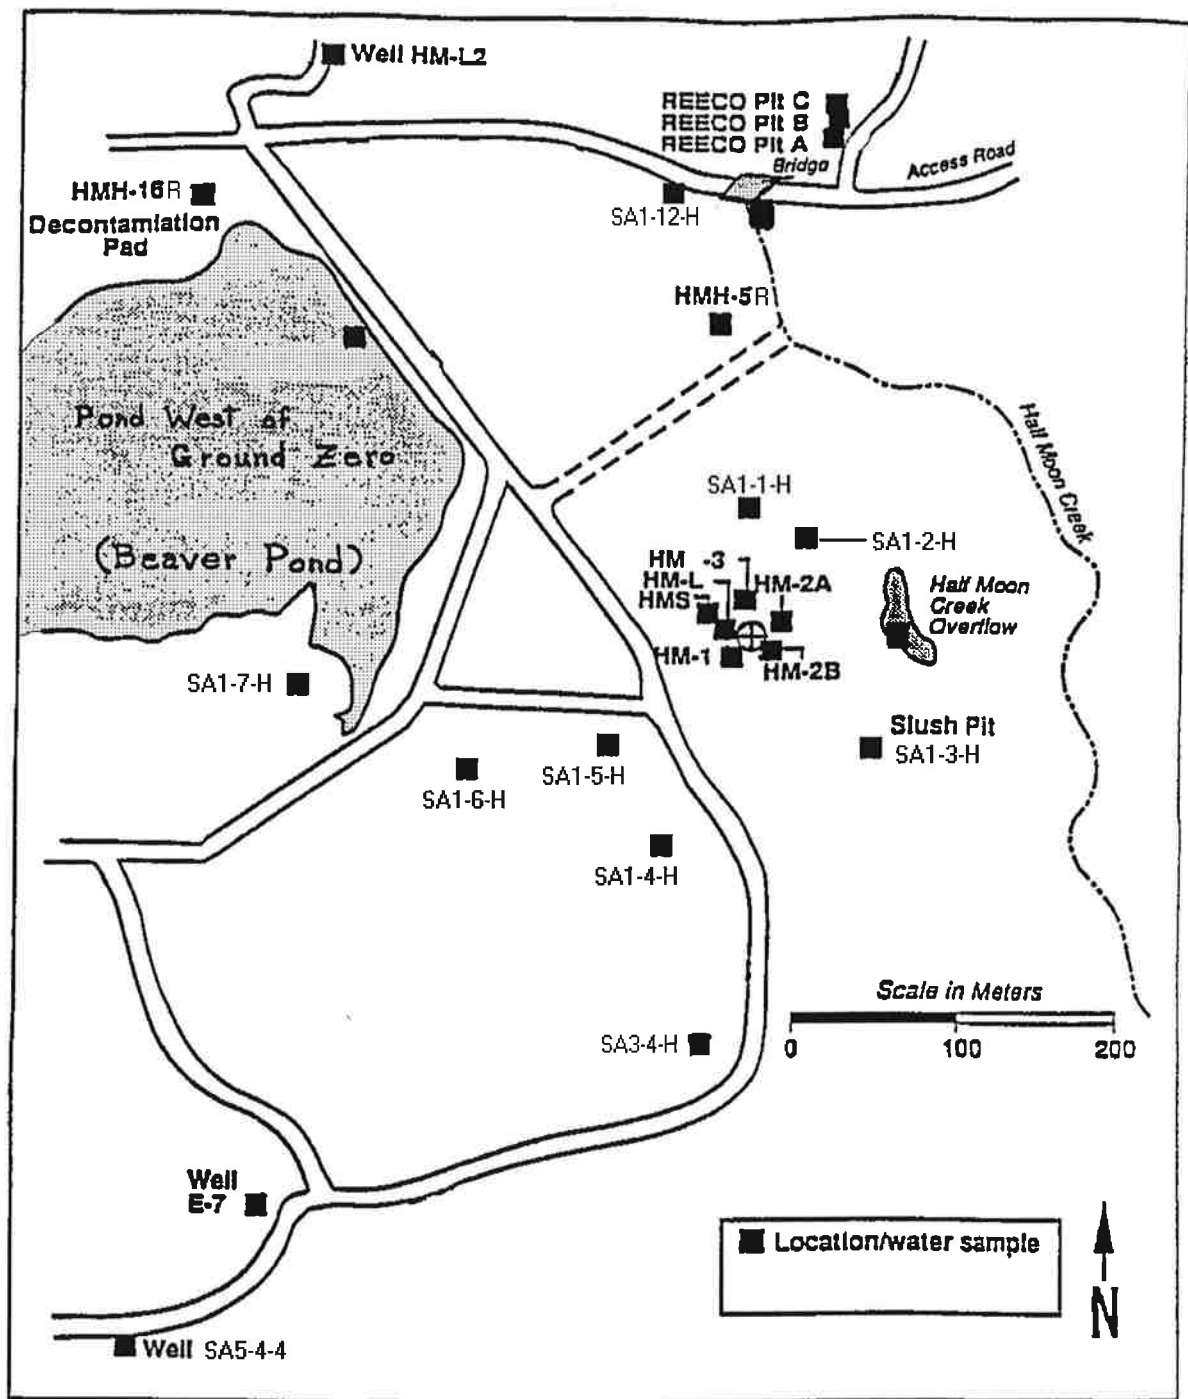 Well HM-L2
REECO Pit C
REECO Pit B
REECO Pit A
Bridge
Access Road
HMH-16R
Decontamiation
Pad
SA1-12-H
HMH-5R
Pond West of
Ground Zero
(Beaver Pond)
Half Moon Creek
SA1-1-H
SA1-2-H
HM -3
HM-L
HMS
HM-2A
HM-1
HM-2B
Half Moon
Creek
Overflow
SA1-7-H
Slush Pit
SA1-3-H
SA1-5-H
SA1-6-H
SA1-4-H
Scale in Meters
0 100 200
SA3-4-H
Well
E-7
Location/water sample
N
Well SA5-4-4